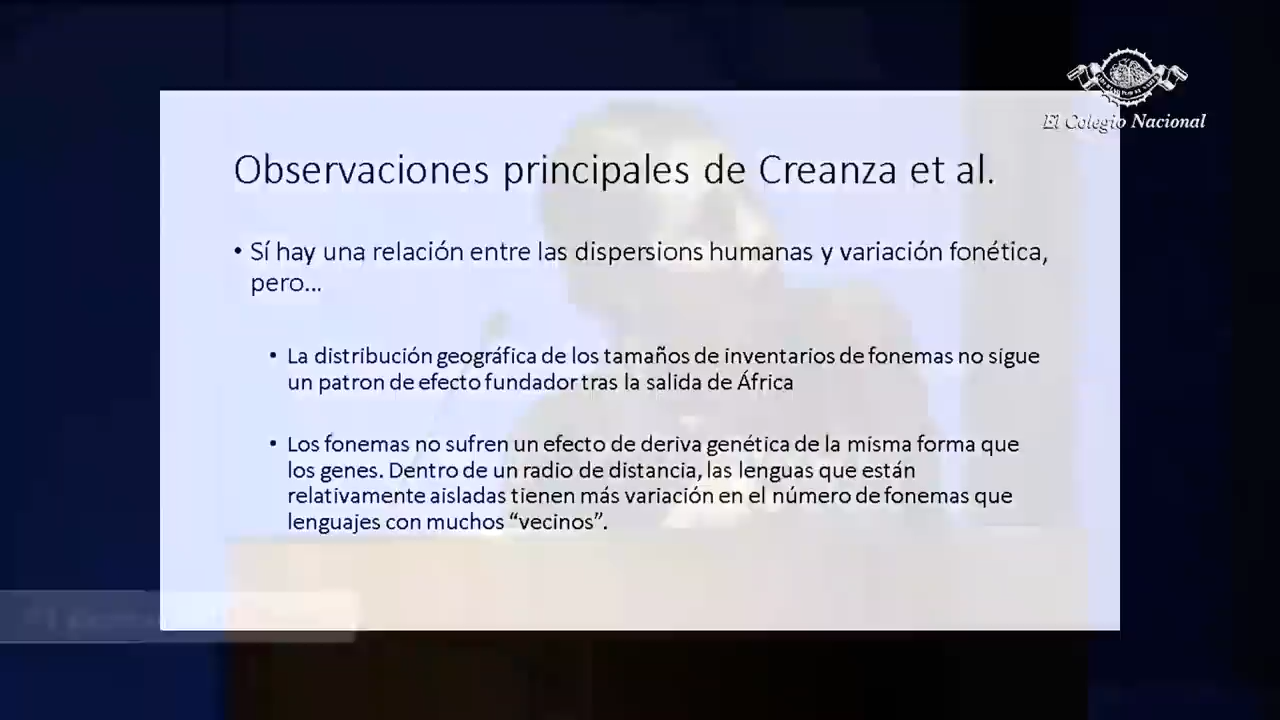 El Colegio Nacional
Observaciones principales de Creanza et al.
• Sí hay una relación entre las dispersions humanas y variación fonética,
pero...
• La distribución geográfica de los tamaños de inventarios de fonemas no sigue
un patron de efecto fundador tras la salida de África
• Los fonemas no sufren un efecto de deriva genética de la misma forma que
los genes. Dentro de un radio de distancia, las lenguas que están
relativamente aisladas tienen más variación en el número de fonemas que
lenguajes con muchos “vecinos”.